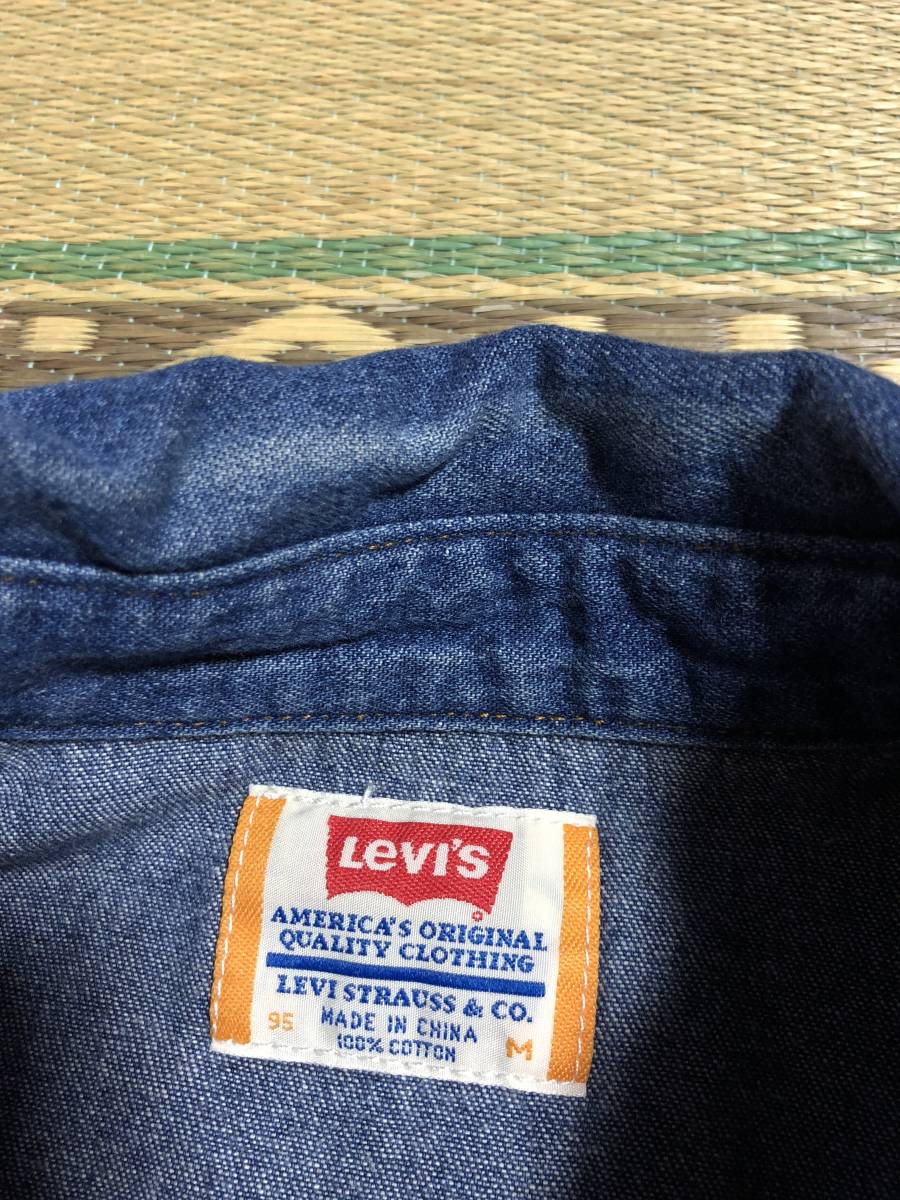 LEVI'S
®
AMERICA'S ORIGINAL
QUALITY CLOTHING
LEVI STRAUSS & CO.
95 MADE IN CHINA M
100% COTTON